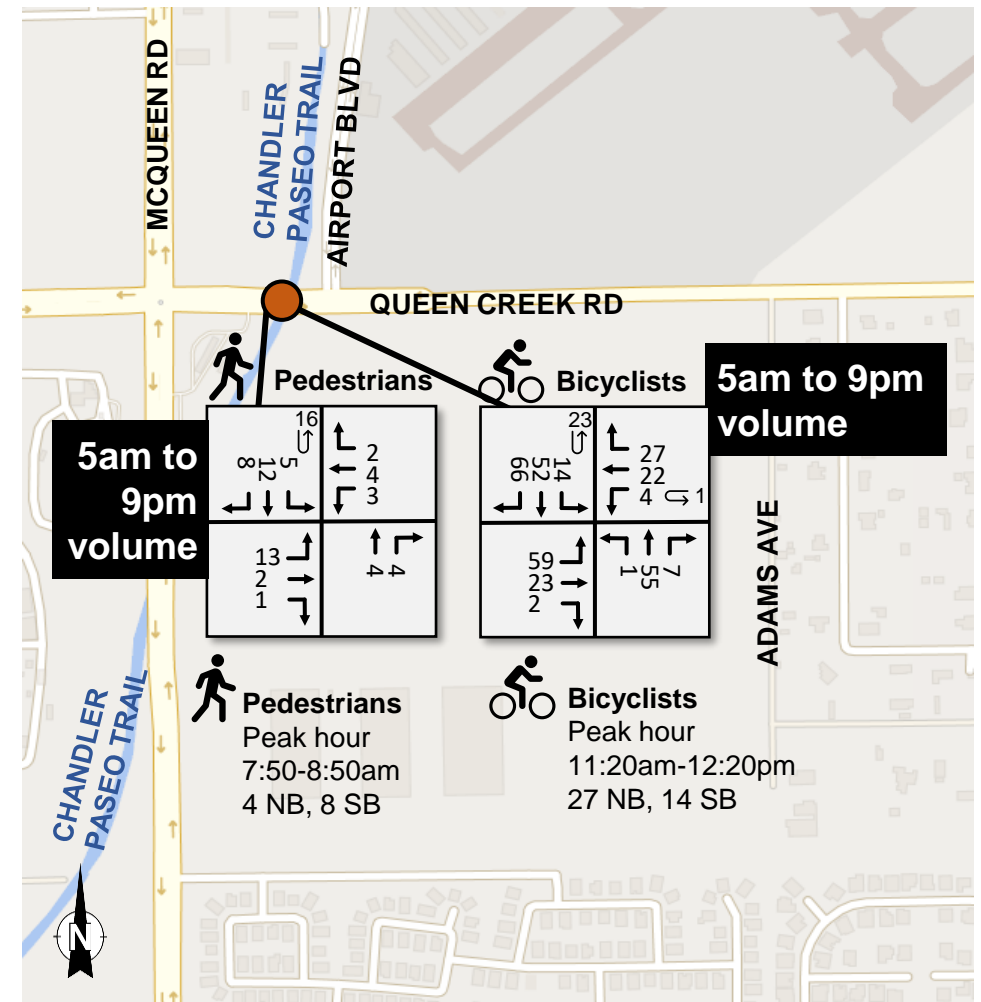 MCQUEEN RD
CHANDLER
PASEO TRAIL
AIRPORT BLVD
QUEEN CREEK RD
Pedestrians
Bicyclists
5am to 9pm
volume
5am to
9pm
volume
16
8
12
5
2
4
3
13
2
1
4
4
23
66
52
14
27
22
4
1
59
23
2
1
55
7
ADAMS AVE
Pedestrians
Peak hour
7:50-8:50am
4 NB, 8 SB
Bicyclists
Peak hour
11:20am-12:20pm
27 NB, 14 SB
CHANDLER
PASEO TRAIL
N